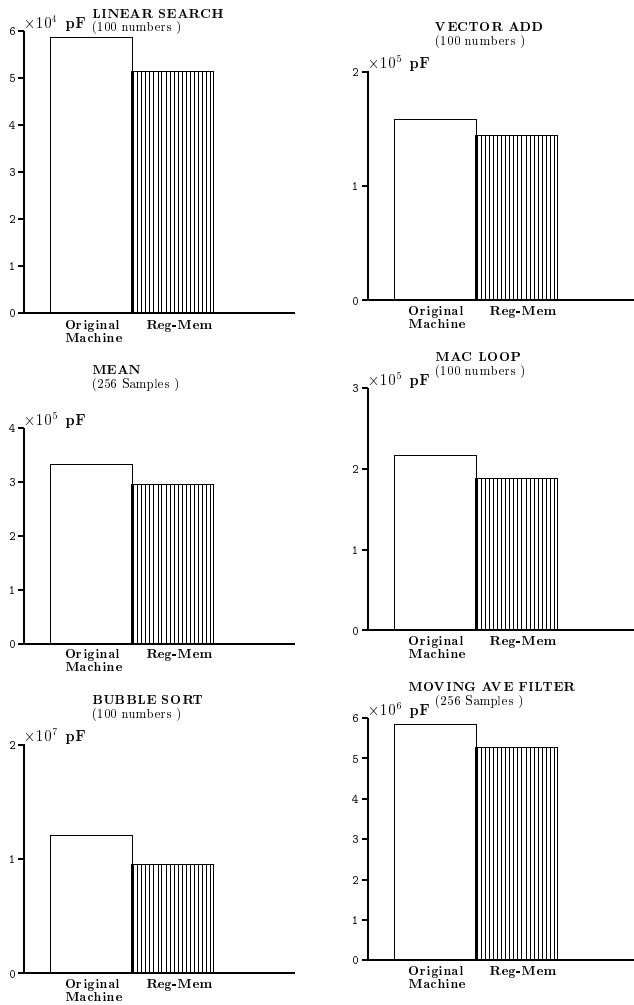 LINEAR SEARCH
(100 numbers )
×10⁴ pF
6
5
4
3
2
1
0
Original
Machine
Reg-Mem
VECTOR ADD
(100 numbers )
×10⁵ pF
2
1
0
Original
Machine
Reg-Mem
MEAN
(256 Samples )
×10⁵ pF
4
3
2
1
0
Original
Machine
Reg-Mem
MAC LOOP
(100 numbers )
×10⁵ pF
3
2
1
0
Original
Machine
Reg-Mem
BUBBLE SORT
(100 numbers )
×10⁷ pF
2
1
0
Original
Machine
Reg-Mem
MOVING AVE FILTER
(256 Samples )
×10⁶ pF
6
5
4
3
2
1
0
Original
Machine
Reg-Mem